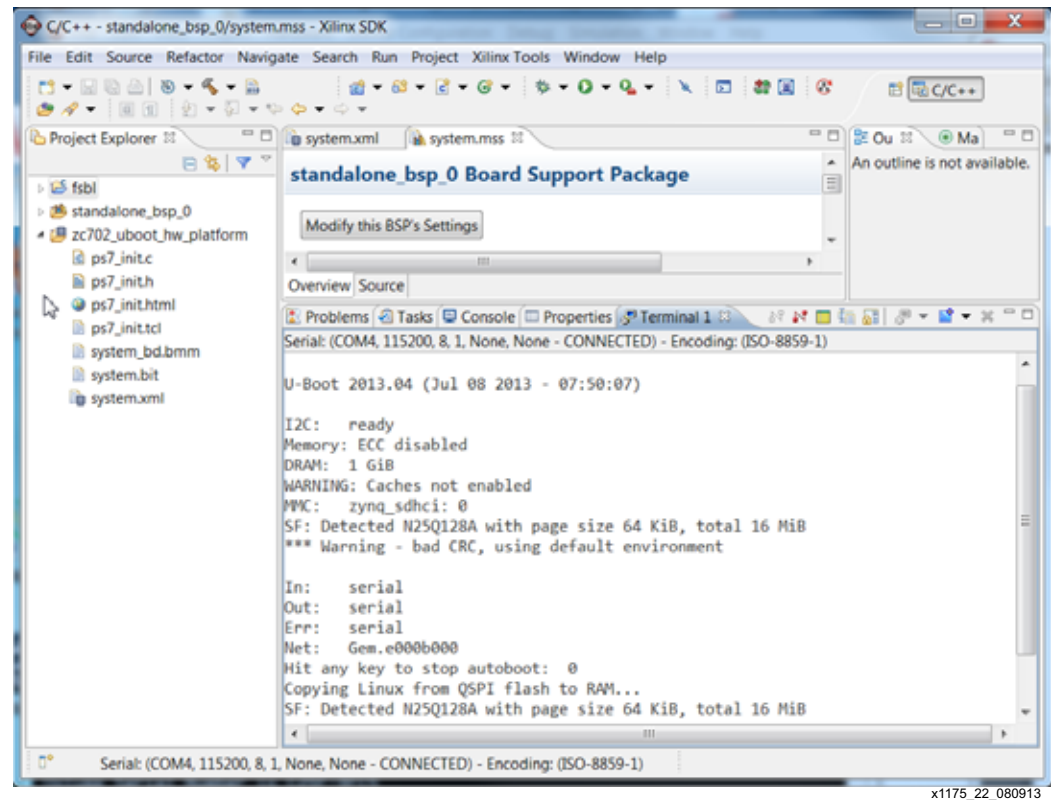 C/C++ - standalone_bsp_0/system.mss - Xilinx SDK
File Edit Source Refactor Navigate Search Run Project Xilinx Tools Window Help
C/C++
Project Explorer
system.xml system.mss
Ou Ma
An outline is not available.
fsbl
standalone_bsp_0
zc702_uboot_hw_platform
ps7_init.c
ps7_init.h
ps7_init.html
ps7_init.tcl
system_bd.bmm
system.bit
system.xml
standalone_bsp_0 Board Support Package
Modify this BSP's Settings
Overview Source
Problems Tasks Console Properties Terminal 1
Serial: (COM4, 115200, 8, 1, None, None - CONNECTED) - Encoding: (ISO-8859-1)
U-Boot 2013.04 (Jul 08 2013 - 07:50:07)
I2C: ready
Memory: ECC disabled
DRAM: 1 GiB
WARNING: Caches not enabled
MMC: zynq_sdhci: 0
SF: Detected N25Q128A with page size 64 KiB, total 16 MiB
*** Warning - bad CRC, using default environment
In: serial
Out: serial
Err: serial
Net: Gem.e000b000
Hit any key to stop autoboot: 0
Copying Linux from QSPI flash to RAM...
SF: Detected N25Q128A with page size 64 KiB, total 16 MiB
Serial: (COM4, 115200, 8, 1, None, None - CONNECTED) - Encoding: (ISO-8859-1)
x1175_22_080913